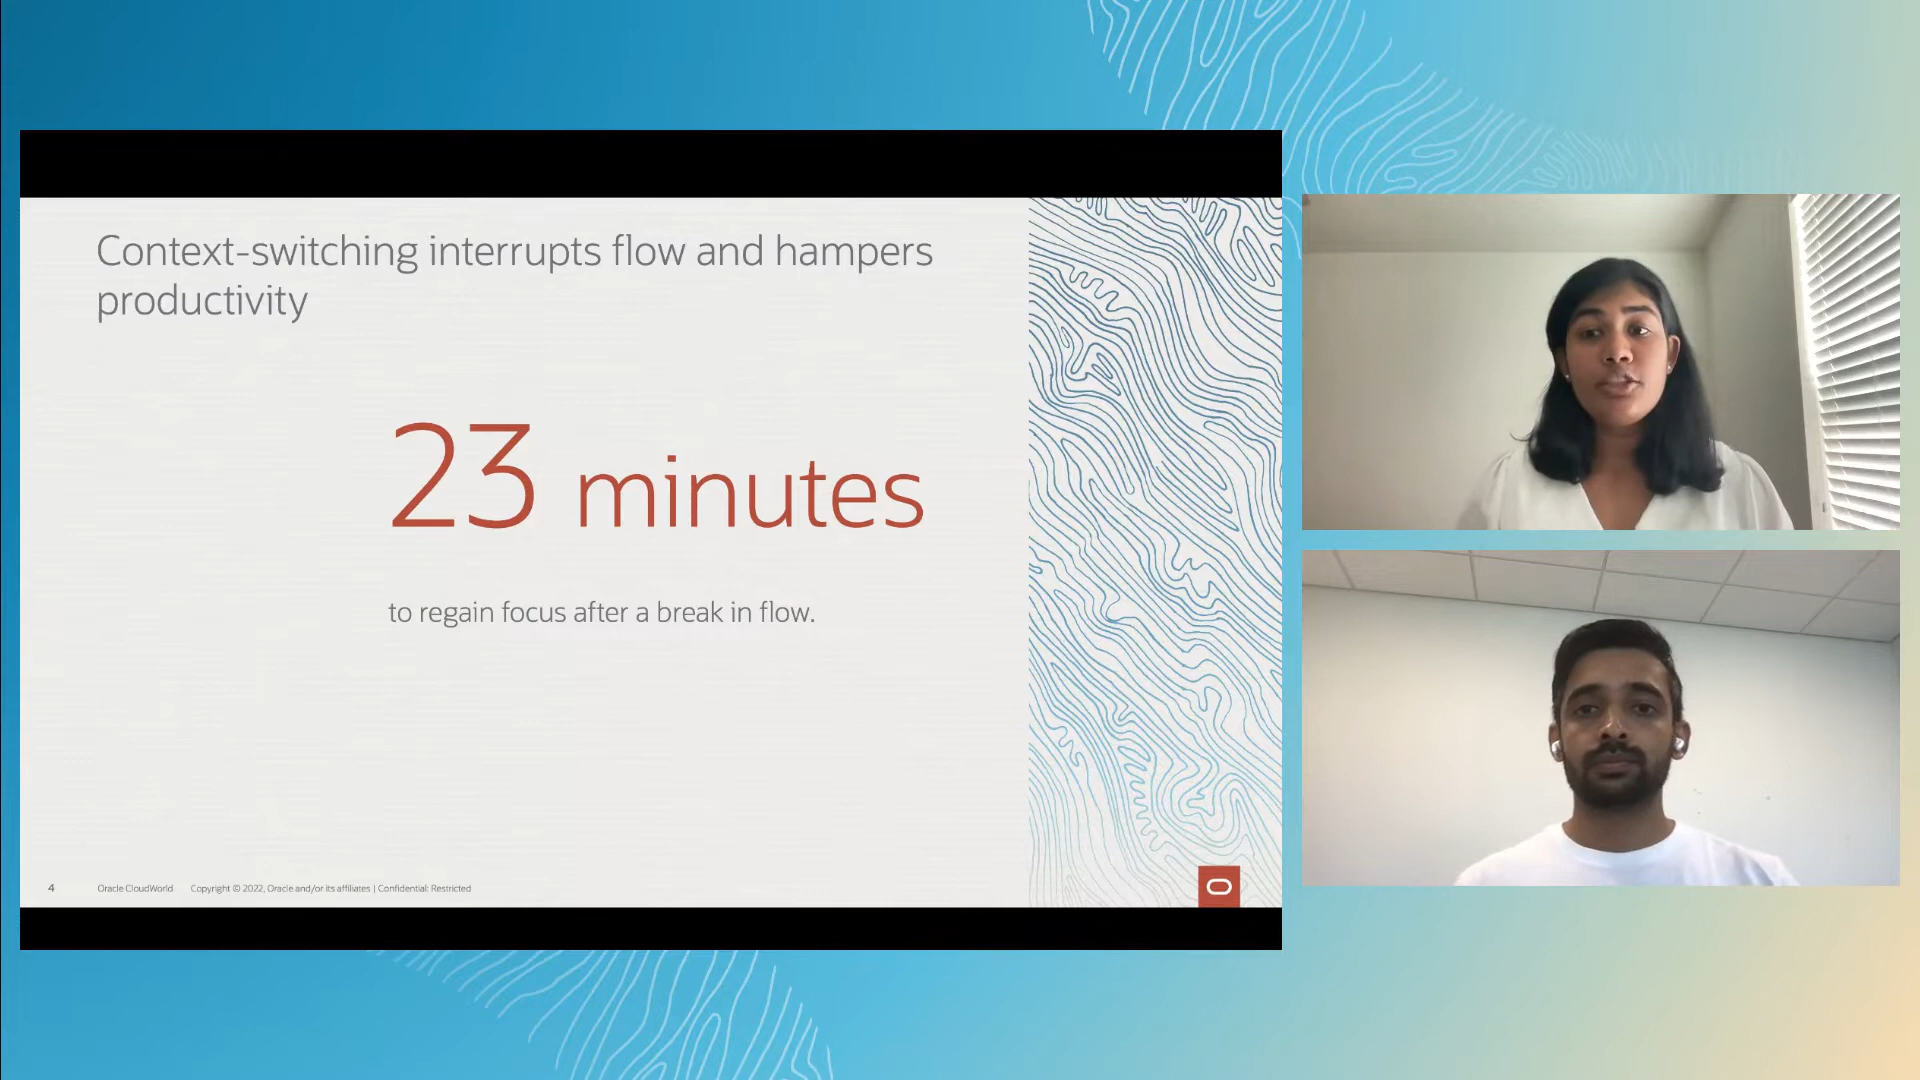 Context-switching interrupts flow and hampers
productivity
23 minutes
to regain focus after a break in flow.
4 Oracle CloudWorld Copyright © 2022, Oracle and/or its affiliates | Confidential: Restricted